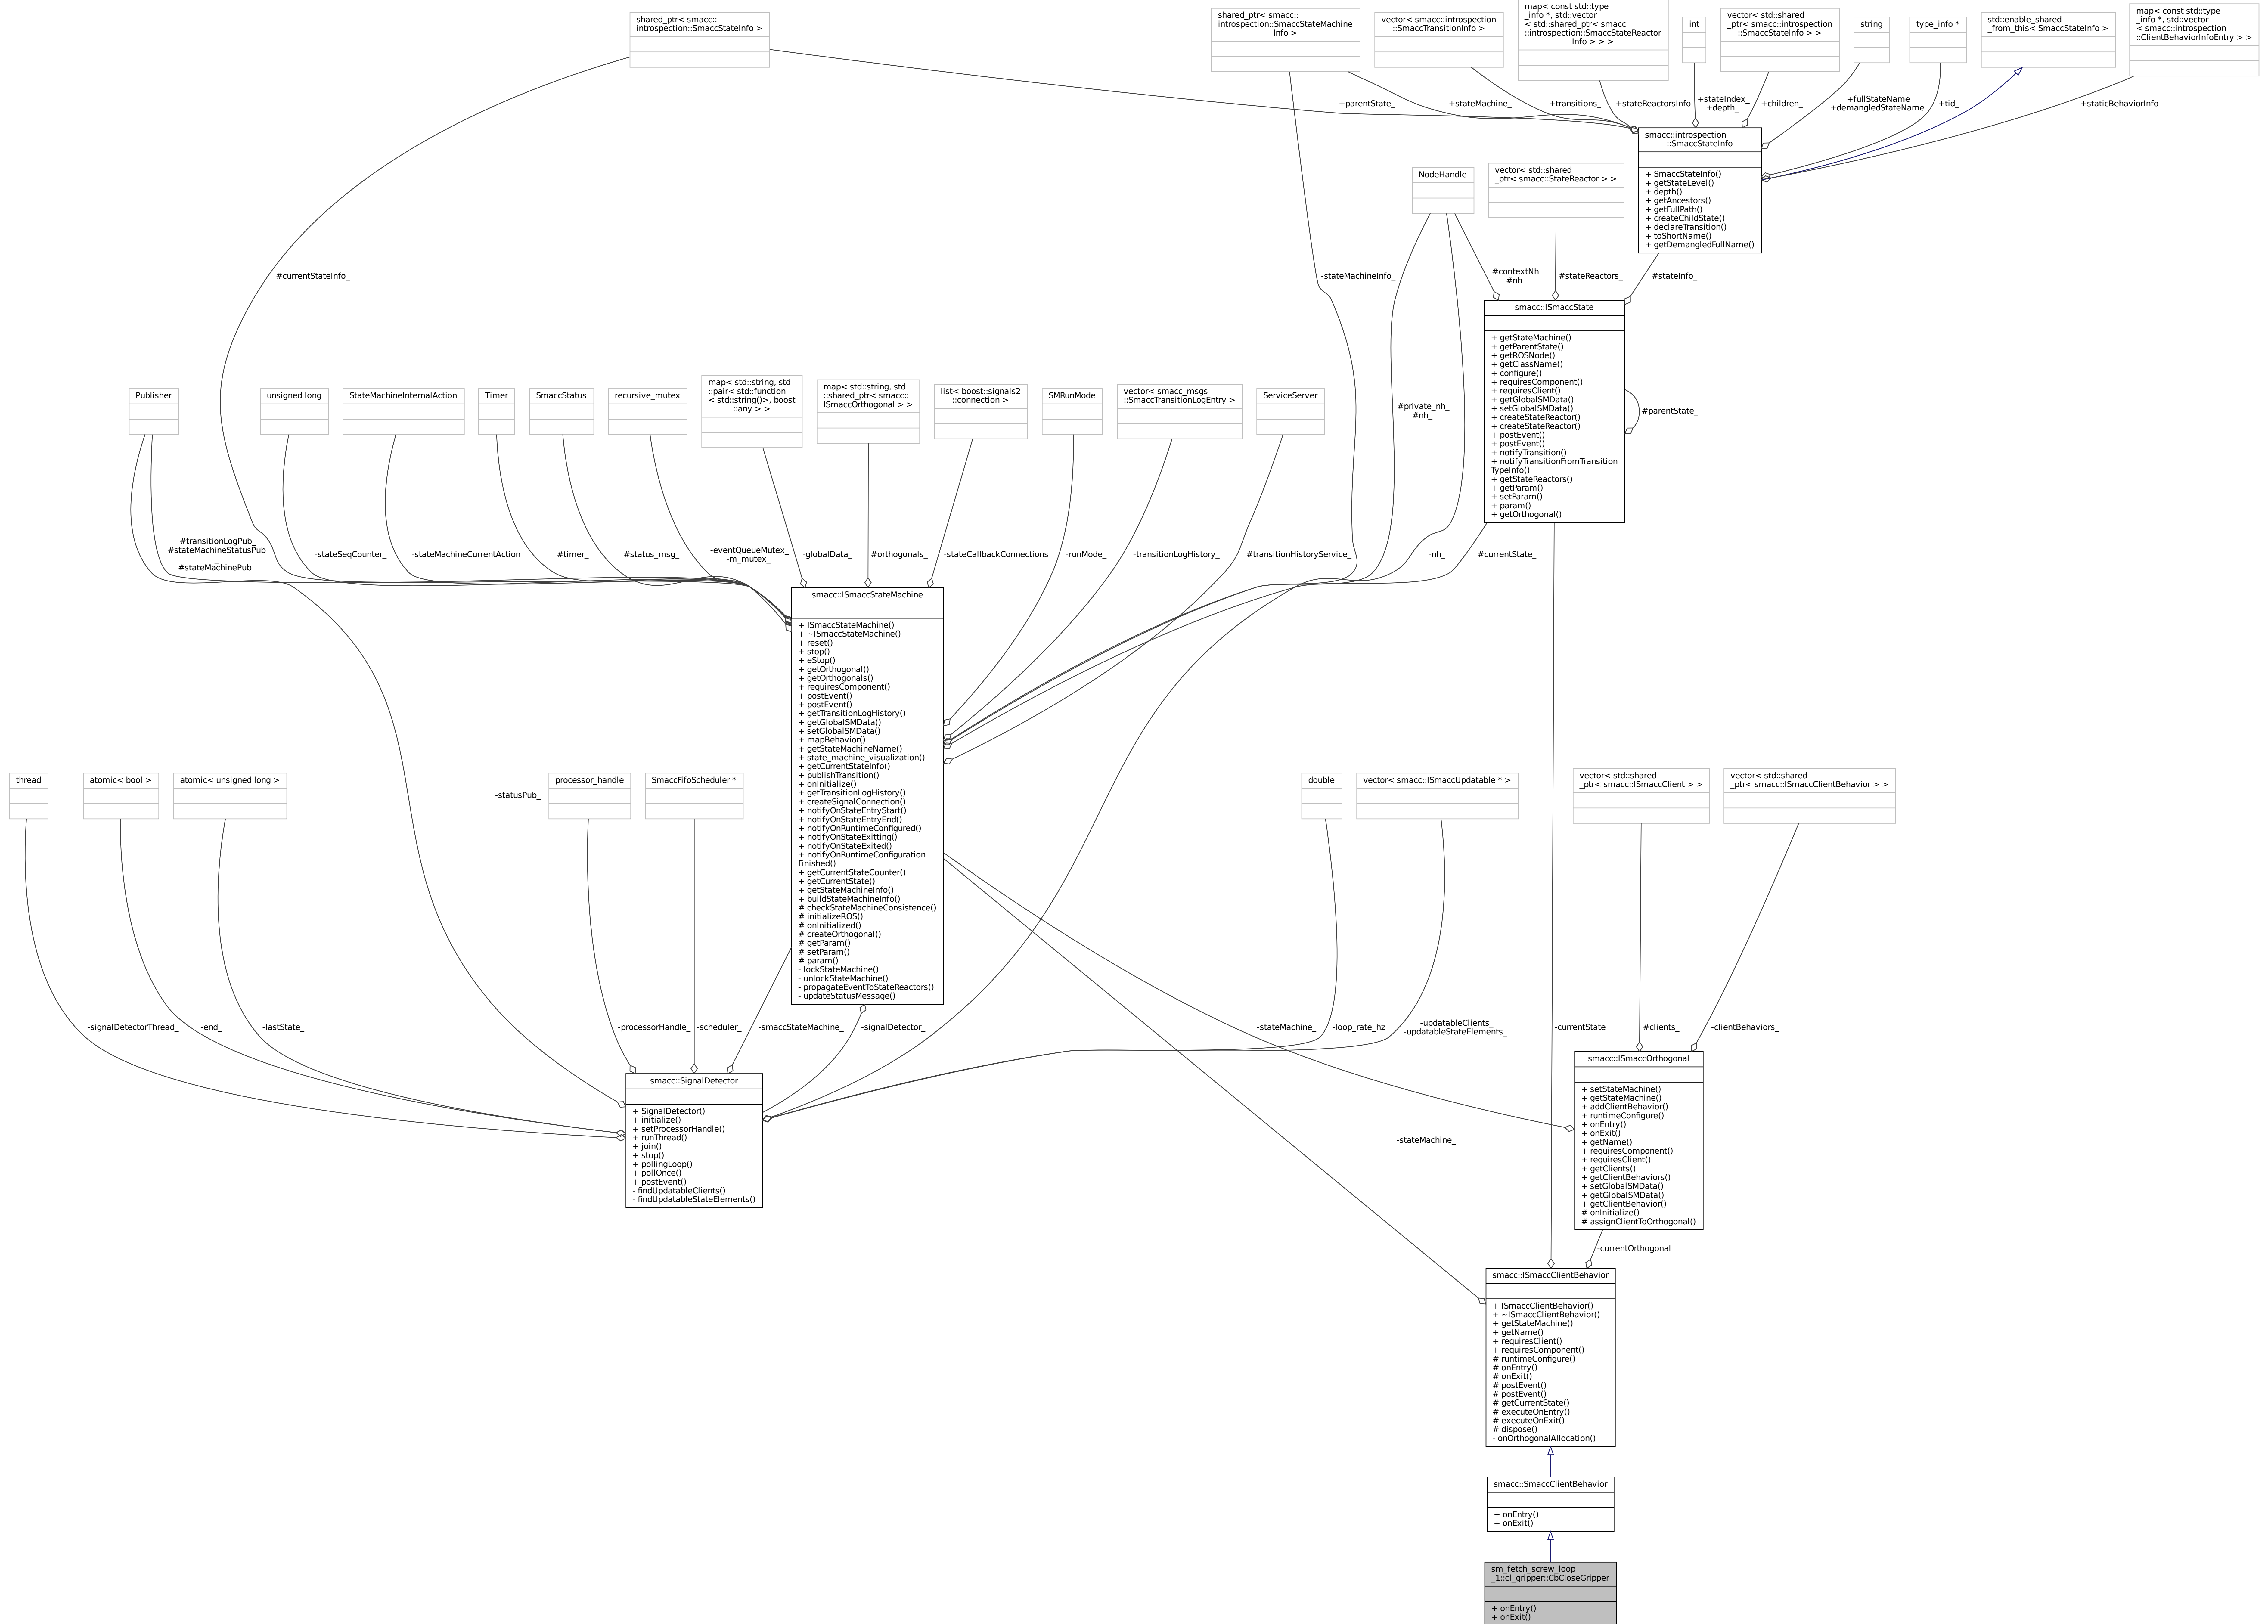 shared_ptr< smacc::
introspection::SmaccStateInfo >
shared_ptr< smacc::
introspection::SmaccStateMachine
Info >
vector< smacc::introspection
::SmaccTransitionInfo >
map< const std::type
_info *, std::vector
< std::shared_ptr< smacc
::introspection::SmaccStateReactor
Info > > >
int
vector< std::shared
_ptr< smacc::introspection
::SmaccStateInfo > >
string
type_info *
std::enable_shared
_from_this< SmaccStateInfo >
map< const std::type
_info *, std::vector
< smacc::introspection
::ClientBehaviorInfoEntry > >
+parentState_
+stateMachine_
+transitions_
+stateReactorsInfo
+stateIndex_
+depth_
+children_
+fullStateName
+demangledStateName
+tid_
+staticBehaviorInfo
smacc::introspection
::SmaccStateInfo
+ SmaccStateInfo()
+ getStateLevel()
+ depth()
+ getAncestors()
+ getFullPath()
+ createChildState()
+ declareTransition()
+ toShortName()
+ getDemangledFullName()
NodeHandle
vector< std::shared
_ptr< smacc::StateReactor > >
#currentStateInfo_
-stateMachineInfo_
#contextNh
#nh
#stateReactors_
#stateInfo_
smacc::ISmaccState
+ getStateMachine()
+ getParentState()
+ getROSNode()
+ getClassName()
+ configure()
+ requiresComponent()
+ requiresClient()
+ getGlobalSMData()
+ setGlobalSMData()
+ createStateReactor()
+ createStateReactor()
+ postEvent()
+ postEvent()
+ notifyTransition()
+ notifyTransitionFromTransition
TypeInfo()
+ getStateReactors()
+ getParam()
+ setParam()
+ param()
+ getOrthogonal()
#parentState_
#private_nh_
#nh_
Publisher
unsigned long
StateMachineInternalAction
Timer
SmaccStatus
recursive_mutex
map< std::string, std
::pair< std::function
< std::string()>, boost
::any > >
map< std::string, std
::shared_ptr< smacc::
ISmaccOrthogonal > >
list< boost::signals2
::connection >
SMRunMode
vector< smacc_msgs
::SmaccTransitionLogEntry >
ServiceServer
#transitionLogPub_
#stateMachineStatusPub
_
#stateMachinePub_
-stateSeqCounter_
-stateMachineCurrentAction
#timer_
#status_msg_
-eventQueueMutex_
-m_mutex_
-globalData_
#orthogonals_
-stateCallbackConnections
-runMode_
-transitionLogHistory_
#transitionHistoryService_
-nh_
#currentState_
smacc::ISmaccStateMachine
+ ISmaccStateMachine()
+ ~ISmaccStateMachine()
+ reset()
+ stop()
+ eStop()
+ getOrthogonal()
+ getOrthogonals()
+ requiresComponent()
+ postEvent()
+ postEvent()
+ getTransitionLogHistory()
+ getGlobalSMData()
+ setGlobalSMData()
+ mapBehavior()
+ getStateMachineName()
+ state_machine_visualization()
+ getCurrentStateInfo()
+ publishTransition()
+ onInitialize()
+ getTransitionLogHistory()
+ createSignalConnection()
+ notifyOnStateEntryStart()
+ notifyOnStateEntryEnd()
+ notifyOnRuntimeConfigured()
+ notifyOnStateExitting()
+ notifyOnStateExited()
+ notifyOnRuntimeConfiguration
Finished()
+ getCurrentStateCounter()
+ getCurrentState()
+ getStateMachineInfo()
+ buildStateMachineInfo()
# checkStateMachineConsistence()
# initializeROS()
# onInitialized()
# createOrthogonal()
# getParam()
# setParam()
# param()
- lockStateMachine()
- unlockStateMachine()
- propagateEventToStateReactors()
- updateStatusMessage()
thread
atomic< bool >
atomic< unsigned long >
-statusPub_
processor_handle
SmaccFifoScheduler *
double
vector< smacc::ISmaccUpdatable * >
vector< std::shared
_ptr< smacc::ISmaccClient > >
vector< std::shared
_ptr< smacc::ISmaccClientBehavior > >
-signalDetectorThread_
-end_
-lastState_
-processorHandle_
-scheduler_
-smaccStateMachine_
-signalDetector_
-stateMachine_
-loop_rate_hz
-updatableClients_
-updatableStateElements_
-currentState
#clients_
-clientBehaviors_
smacc::SignalDetector
+ SignalDetector()
+ initialize()
+ setProcessorHandle()
+ runThread()
+ join()
+ stop()
+ pollingLoop()
+ pollOnce()
+ postEvent()
- findUpdatableClients()
- findUpdatableStateElements()
smacc::ISmaccOrthogonal
+ setStateMachine()
+ getStateMachine()
+ addClientBehavior()
+ runtimeConfigure()
+ onEntry()
+ onExit()
+ getName()
+ requiresComponent()
+ requiresClient()
+ getClients()
+ getClientBehaviors()
+ setGlobalSMData()
+ getGlobalSMData()
+ getClientBehavior()
# onInitialize()
# assignClientToOrthogonal()
-stateMachine_
-currentOrthogonal
smacc::ISmaccClientBehavior
+ ISmaccClientBehavior()
+ ~ISmaccClientBehavior()
+ getStateMachine()
+ getName()
+ requiresClient()
+ requiresComponent()
# runtimeConfigure()
# onEntry()
# onExit()
# postEvent()
# postEvent()
# getCurrentState()
# executeOnEntry()
# executeOnExit()
# dispose()
- onOrthogonalAllocation()
smacc::SmaccClientBehavior
+ onEntry()
+ onExit()
sm_fetch_screw_loop
_1::cl_gripper::CbCloseGripper
+ onEntry()
+ onExit()